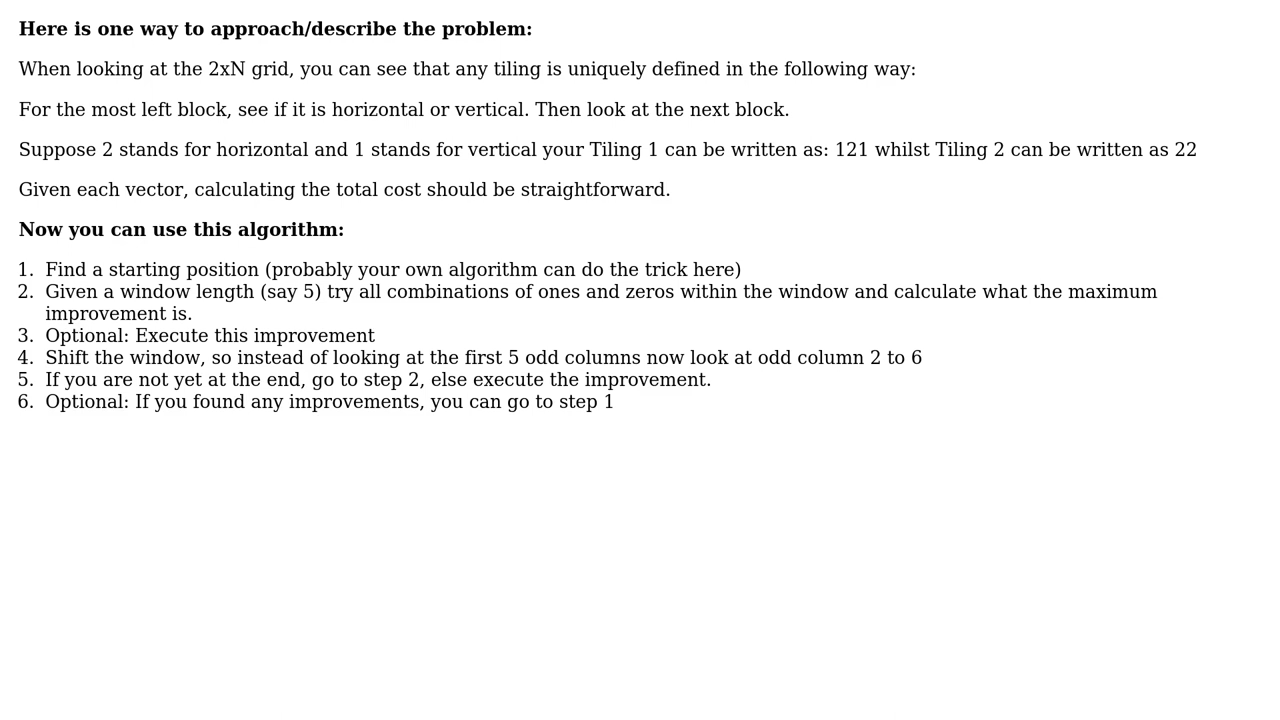 Here is one way to approach/describe the problem:
When looking at the 2xN grid, you can see that any tiling is uniquely defined in the following way:
For the most left block, see if it is horizontal or vertical. Then look at the next block.
Suppose 2 stands for horizontal and 1 stands for vertical your Tiling 1 can be written as: 121 whilst Tiling 2 can be written as 22
Given each vector, calculating the total cost should be straightforward.
Now you can use this algorithm:
1. Find a starting position (probably your own algorithm can do the trick here)
2. Given a window length (say 5) try all combinations of ones and zeros within the window and calculate what the maximum
improvement is.
3. Optional: Execute this improvement
4. Shift the window, so instead of looking at the first 5 odd columns now look at odd column 2 to 6
5. If you are not yet at the end, go to step 2, else execute the improvement.
6. Optional: If you found any improvements, you can go to step 1